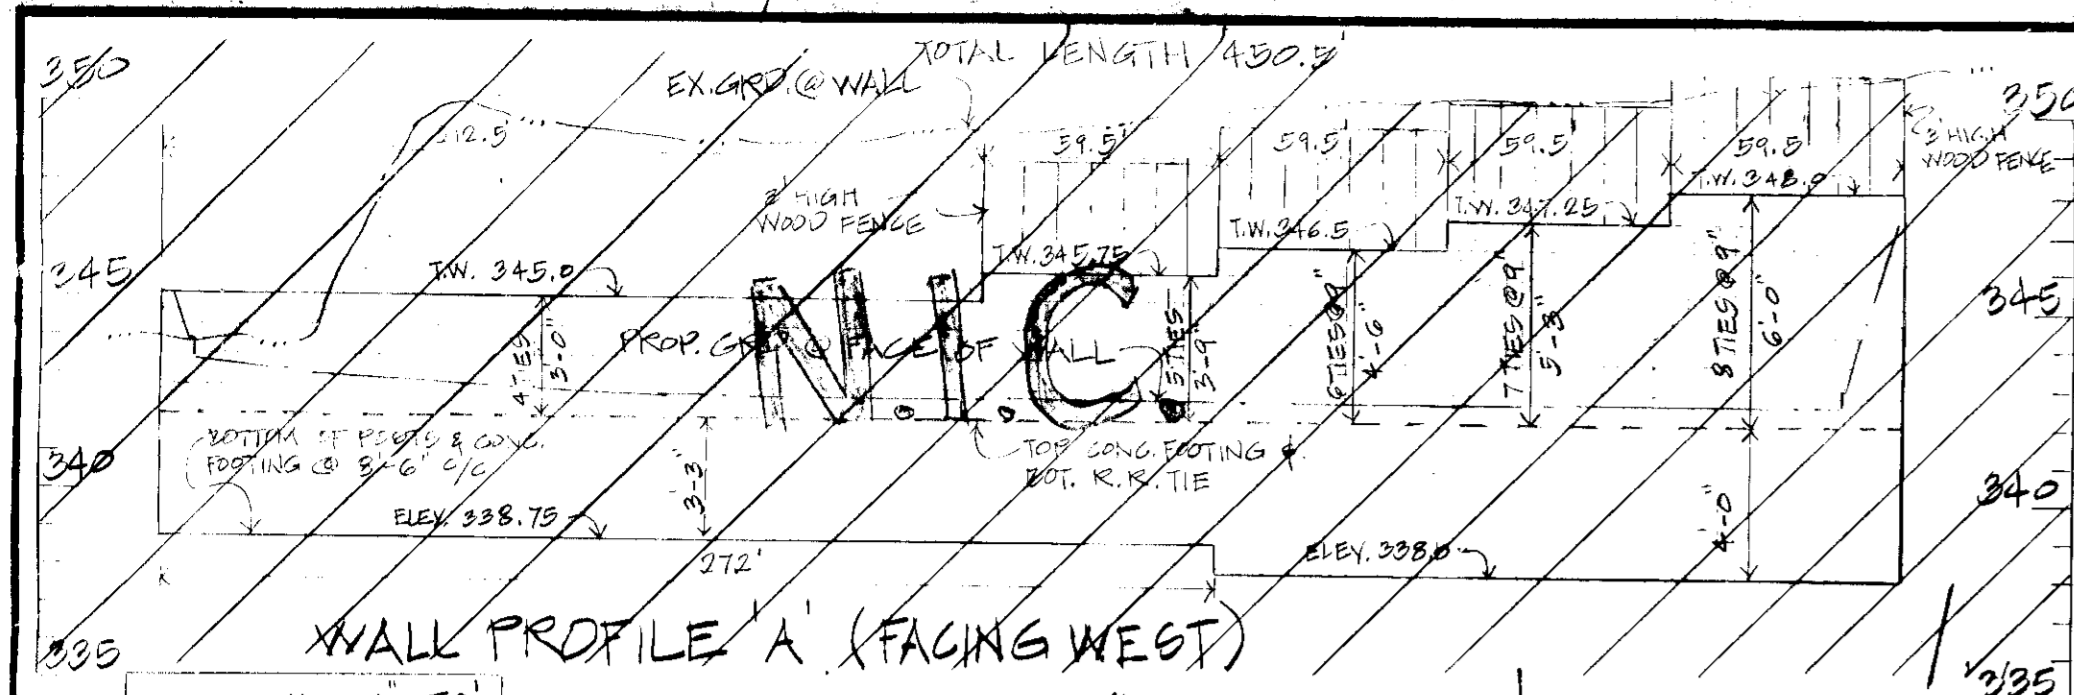 TOTAL LENGTH 450.5'
EX. GRD. @ WALL
350
350
212.5'
59.5'
59.5'
59.5'
59.5'
3' HIGH
WOOD FENCE
HIGH
WOOD FENCE
T.W. 345.0
T.W. 345.75
T.W. 346.5
T.W. 347.25
T.W. 348.0
345
345
N.I.C.
PROP. GRD @ FACE OF WALL
4 TIES
3'-0"
5 TIES
3'-9"
6 TIES @ 9"
4'-6"
7 TIES @ 9"
5'-3"
8 TIES @ 9"
6'-0"
BOTTOM OF POSTS & CONC.
FOOTING @ 8'-6" C/C
TOP CONC. FOOTING &
BOT. R.R. TIE
340
340
3'-3"
4'-0"
ELEV. 338.75
ELEV. 338.0
272'
WALL PROFILE 'A' (FACING WEST)
335
335